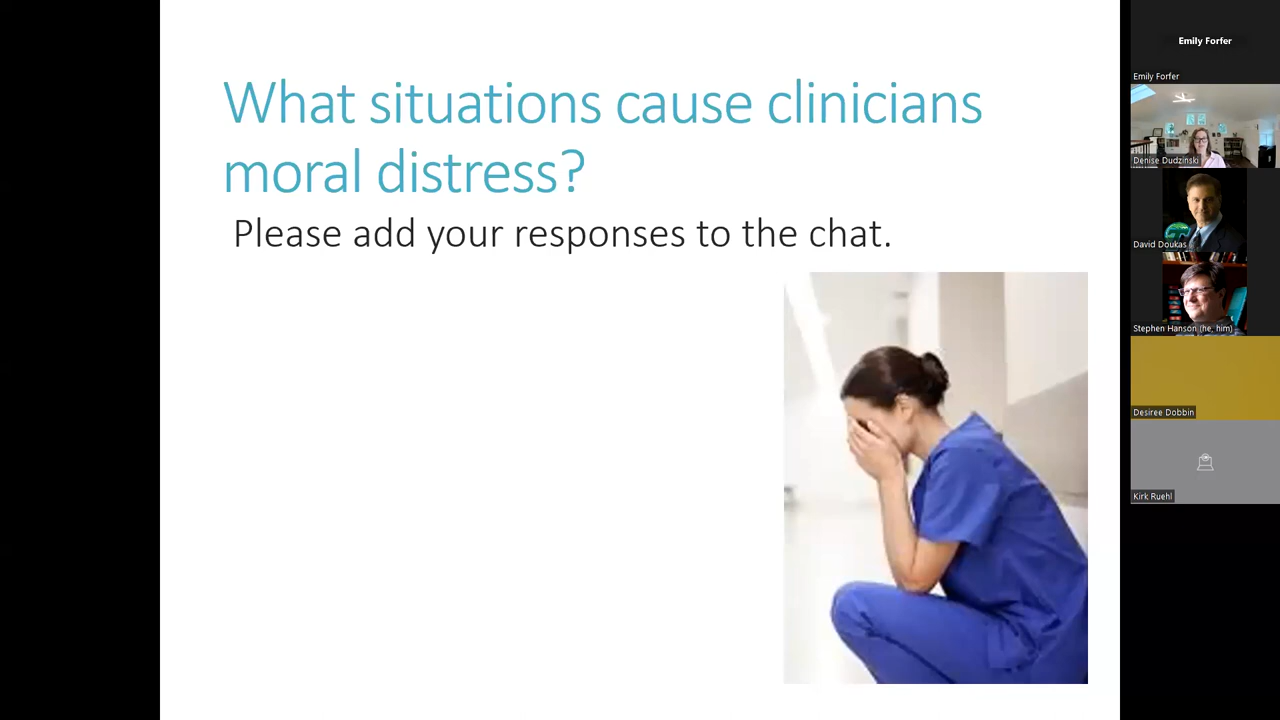 What situations cause clinicians
moral distress?
Please add your responses to the chat.
Emily Forfer
Emily Forfer
Denise Dudzinski
David Doukas
Stephen Hanson (he, him)
Desiree Dobbin
Kirk Ruehl